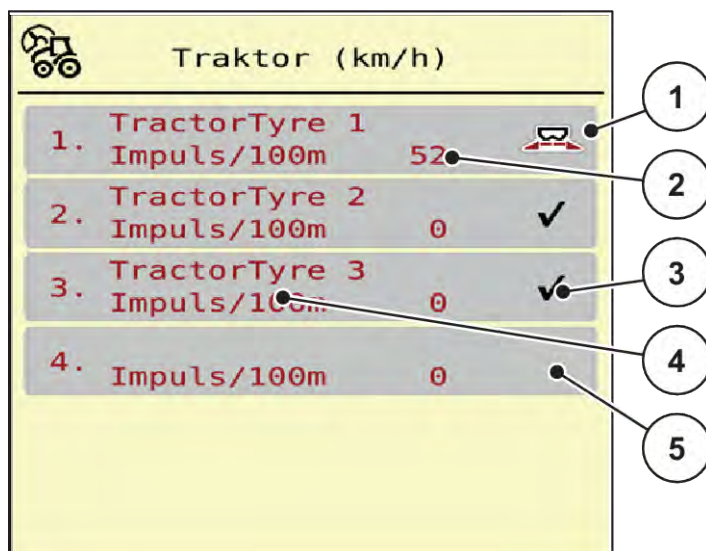 Traktor (km/h)
1. TractorTyre 1
Impuls/100m 52
2. TractorTyre 2
Impuls/100m 0
3. TractorTyre 3
Impuls/100m 0
4.
Impuls/100m 0
1
2
3
4
5